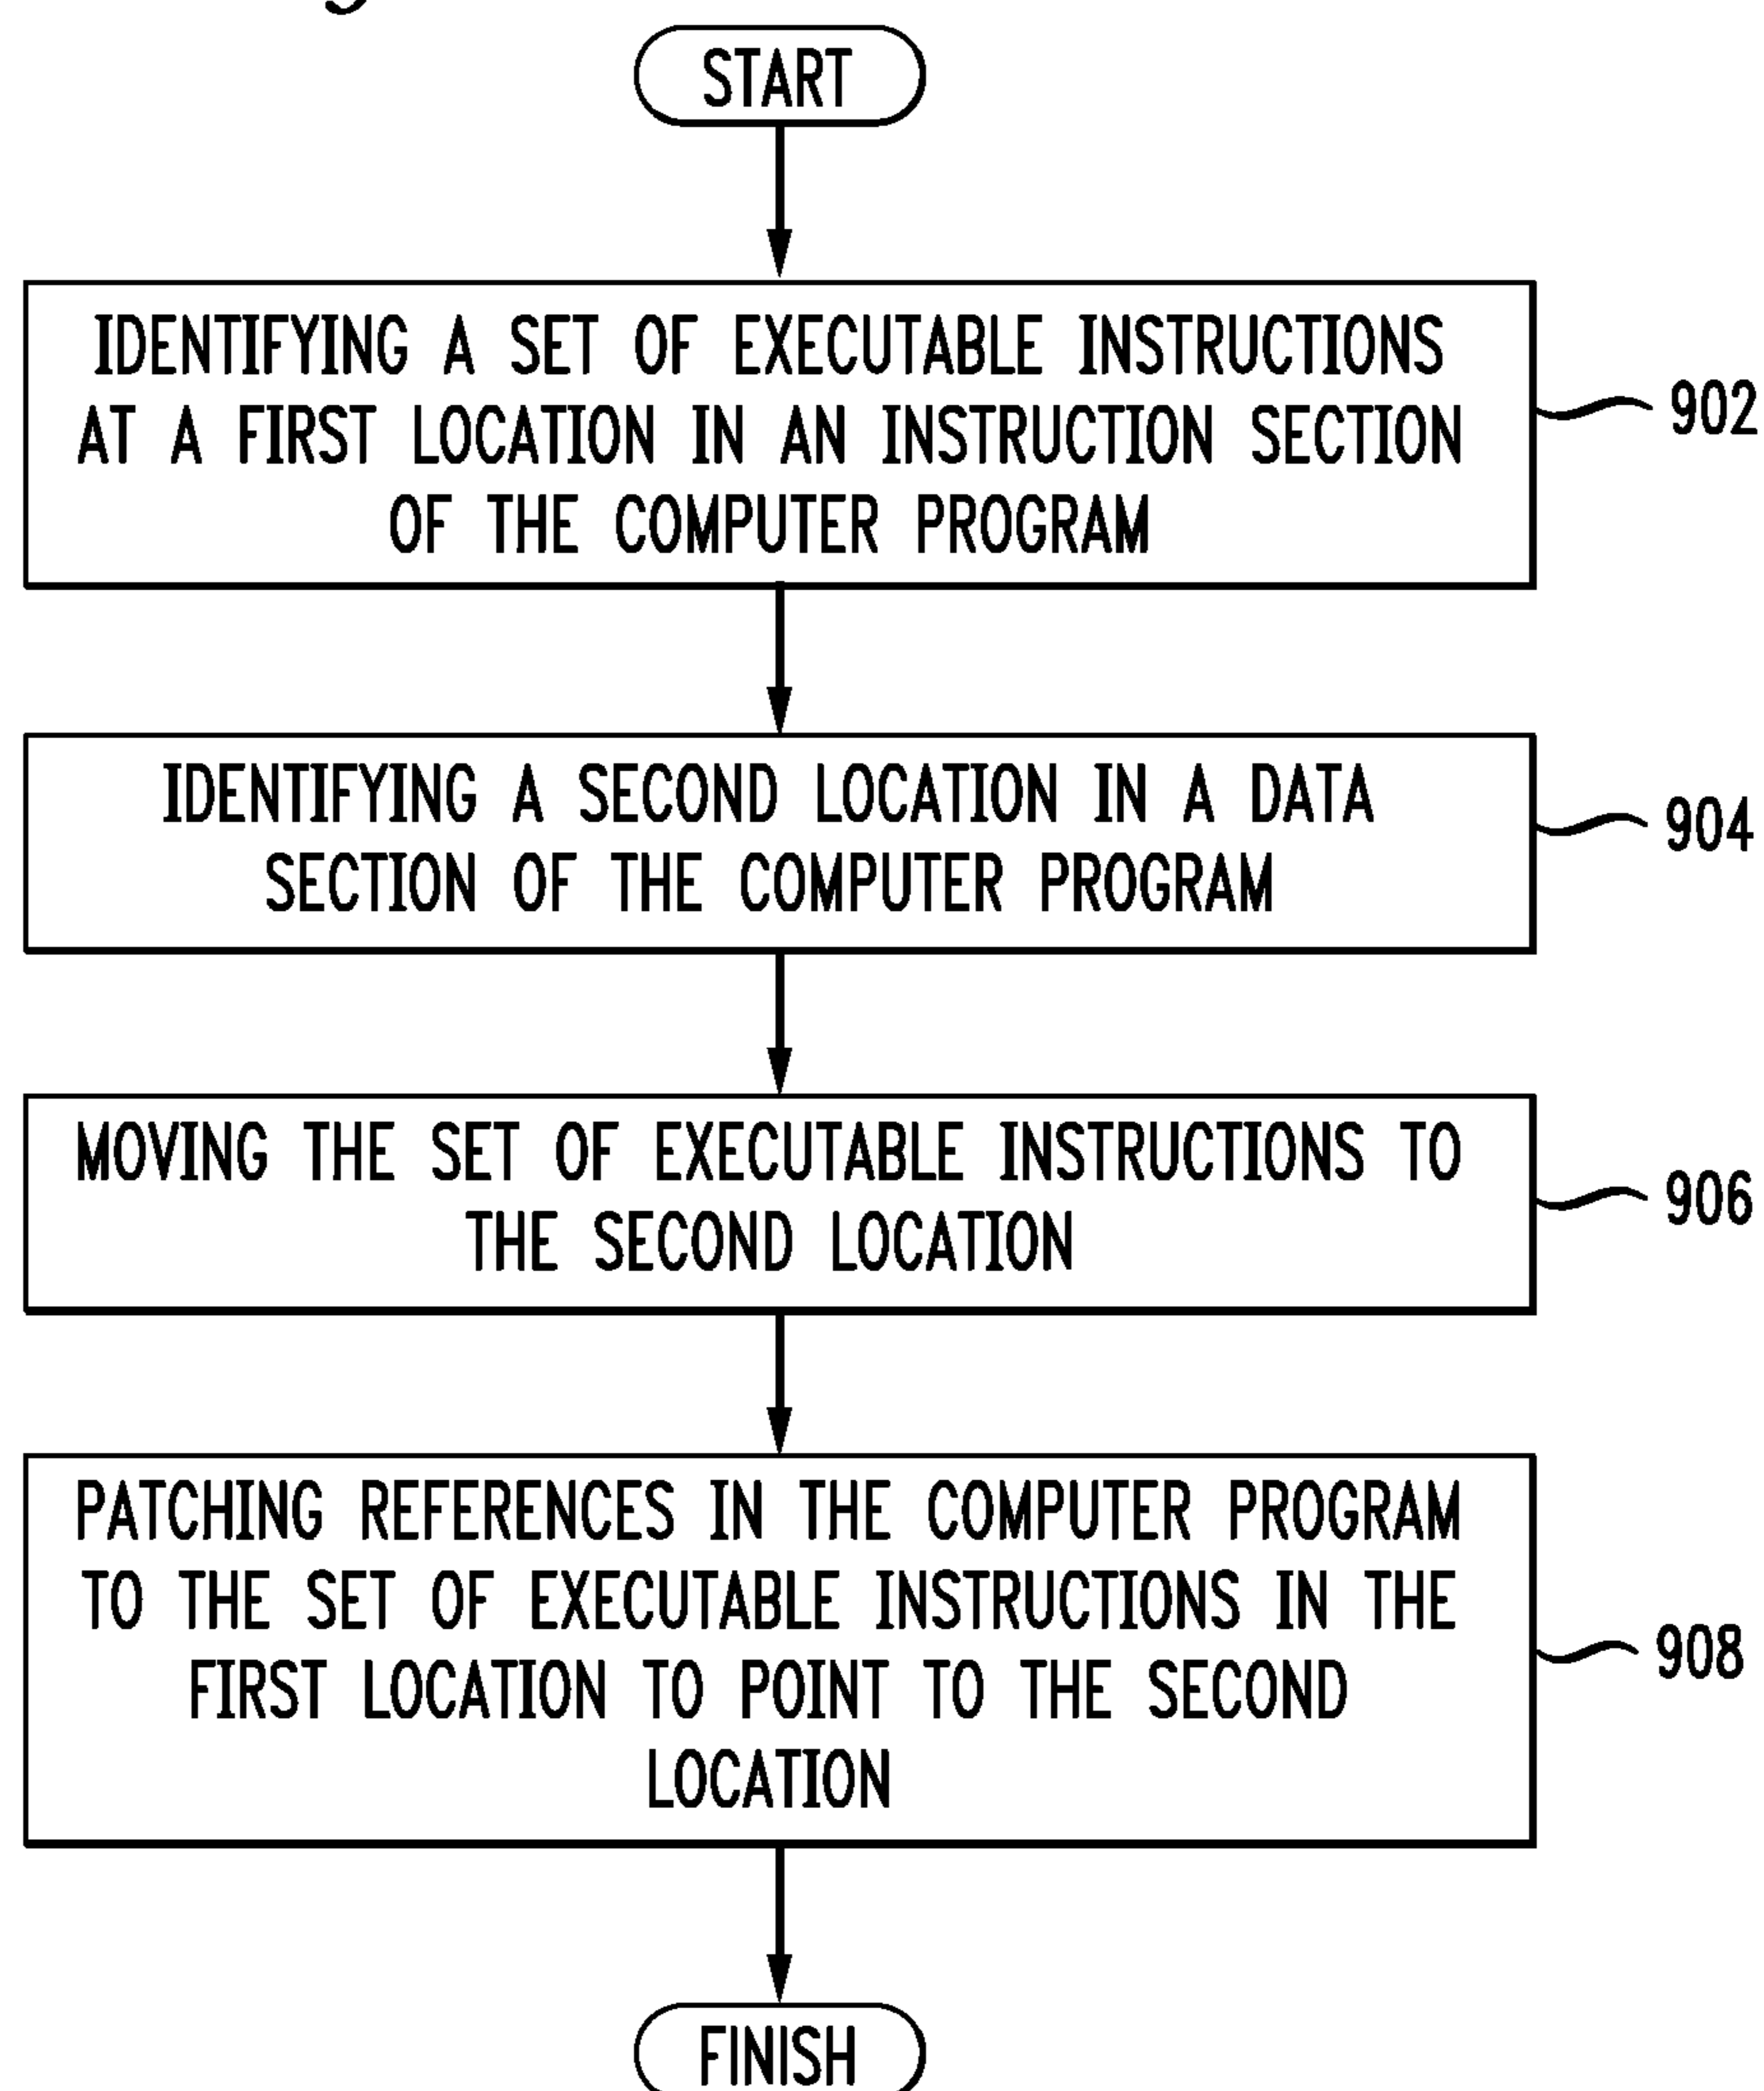 START
IDENTIFYING A SET OF EXECUTABLE INSTRUCTIONS
AT A FIRST LOCATION IN AN INSTRUCTION SECTION
OF THE COMPUTER PROGRAM
902
IDENTIFYING A SECOND LOCATION IN A DATA
SECTION OF THE COMPUTER PROGRAM
904
MOVING THE SET OF EXECUTABLE INSTRUCTIONS TO
THE SECOND LOCATION
906
PATCHING REFERENCES IN THE COMPUTER PROGRAM
TO THE SET OF EXECUTABLE INSTRUCTIONS IN THE
FIRST LOCATION TO POINT TO THE SECOND
LOCATION
908
FINISH